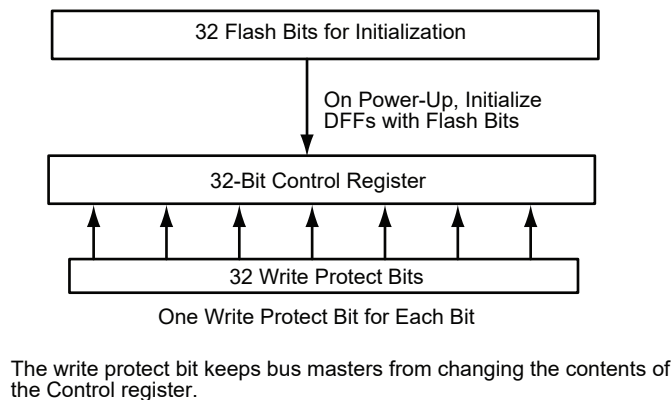 32 Flash Bits for Initialization
On Power-Up, Initialize
DFFs with Flash Bits
32-Bit Control Register
32 Write Protect Bits
One Write Protect Bit for Each Bit
The write protect bit keeps bus masters from changing the contents of
the Control register.